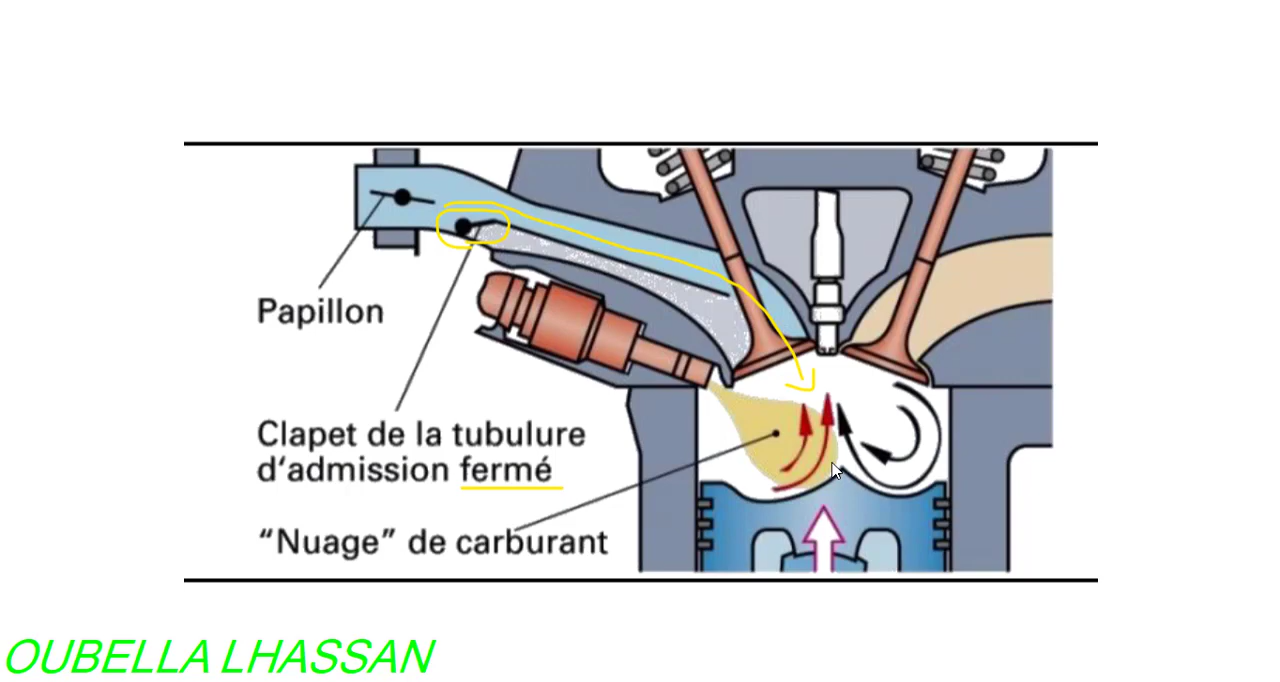 Papillon
Clapet de la tubulure
d'admission fermé
“Nuage” de carburant
OUBELLA LHASSAN